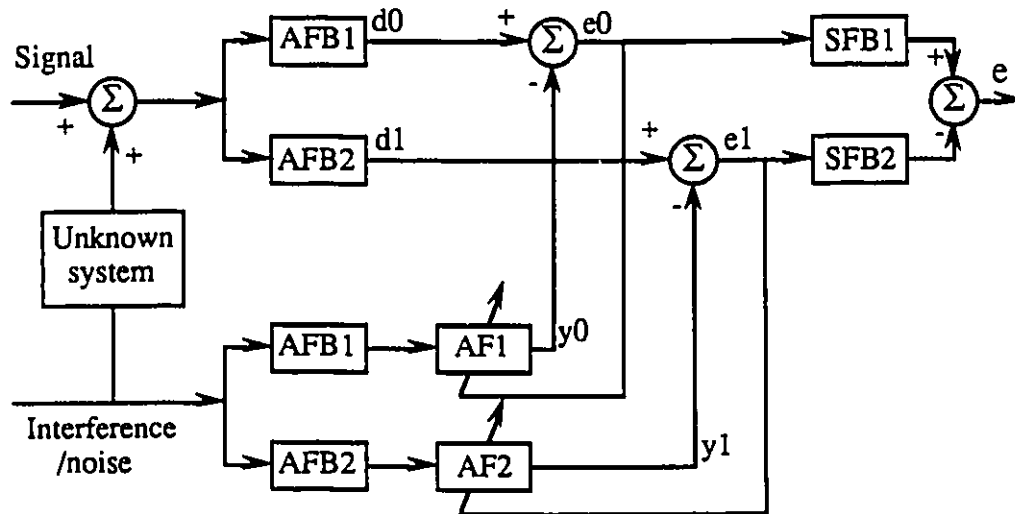 d0
AFB1
+
Σ
e0
SFB1
-
+
Signal
Σ
+
+
Σ
e
-
d1
AFB2
+
Σ
e1
SFB2
-
Unknown
system
AFB1
AF1
y0
Interference
/noise
AFB2
AF2
y1